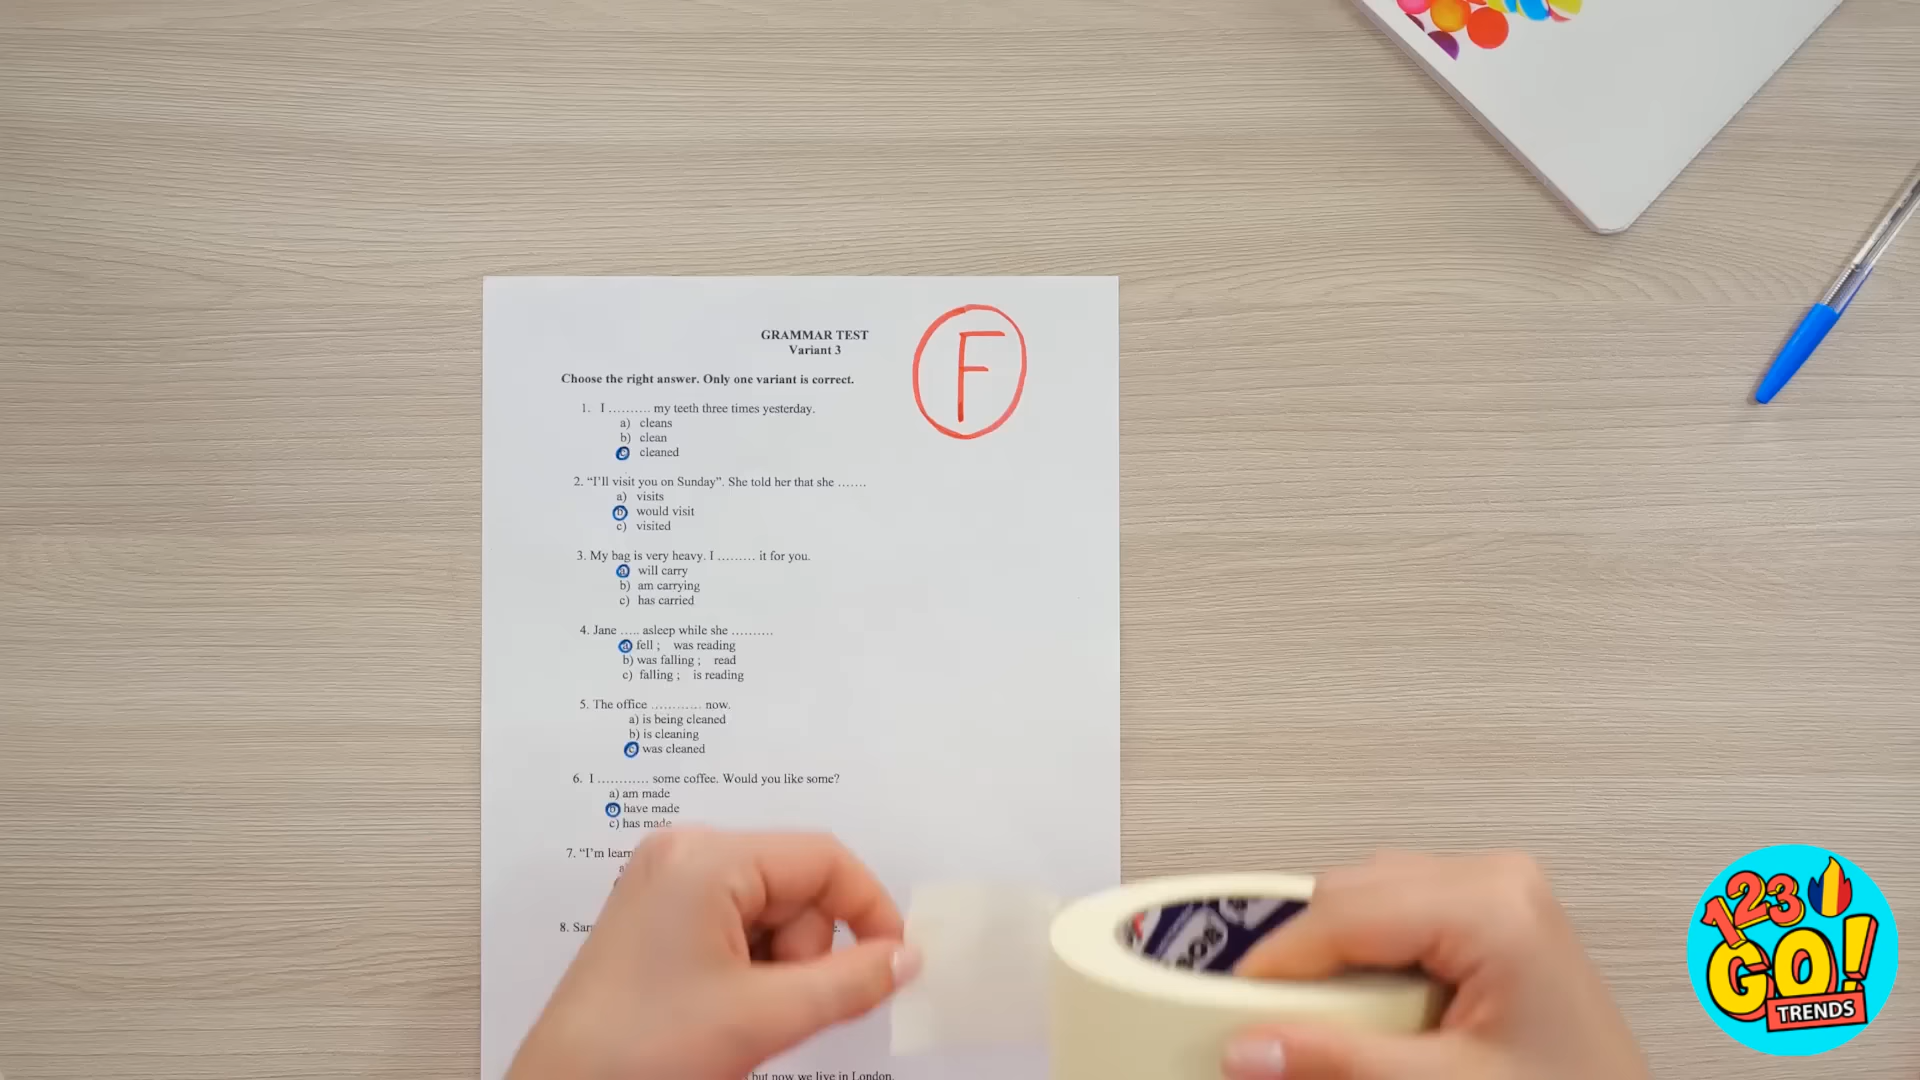 GRAMMAR TEST
Variant 3
F
Choose the right answer. Only one variant is correct.
1. I .......... my teeth three times yesterday.
a) cleans
b) clean
c) cleaned
2. “I’ll visit you on Sunday”. She told her that she .......
a) visits
b) would visit
c) visited
3. My bag is very heavy. I ......... it for you.
a) will carry
b) am carrying
c) has carried
4. Jane ..... asleep while she ..........
a) fell ; was reading
b) was falling ; read
c) falling ; is reading
5. The office ............ now.
a) is being cleaned
b) is cleaning
c) was cleaned
6. I ............ some coffee. Would you like some?
a) am made
b) have made
c) has made
7. “I’m learn
8.
but now we live in London.
123
GO!
TRENDS